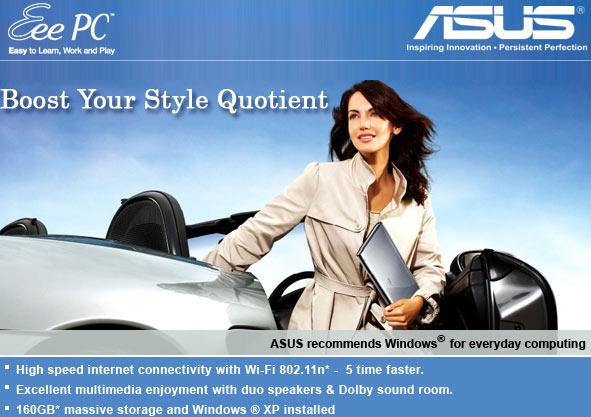 Eee PC™
Easy to Learn, Work and Play
ASUS®
Inspiring Innovation • Persistent Perfection
Boost Your Style Quotient
ASUS recommends Windows® for everyday computing
High speed internet connectivity with Wi-Fi 802.11n* - 5 time faster.
Excellent multimedia enjoyment with duo speakers & Dolby sound room.
160GB* massive storage and Windows ® XP installed